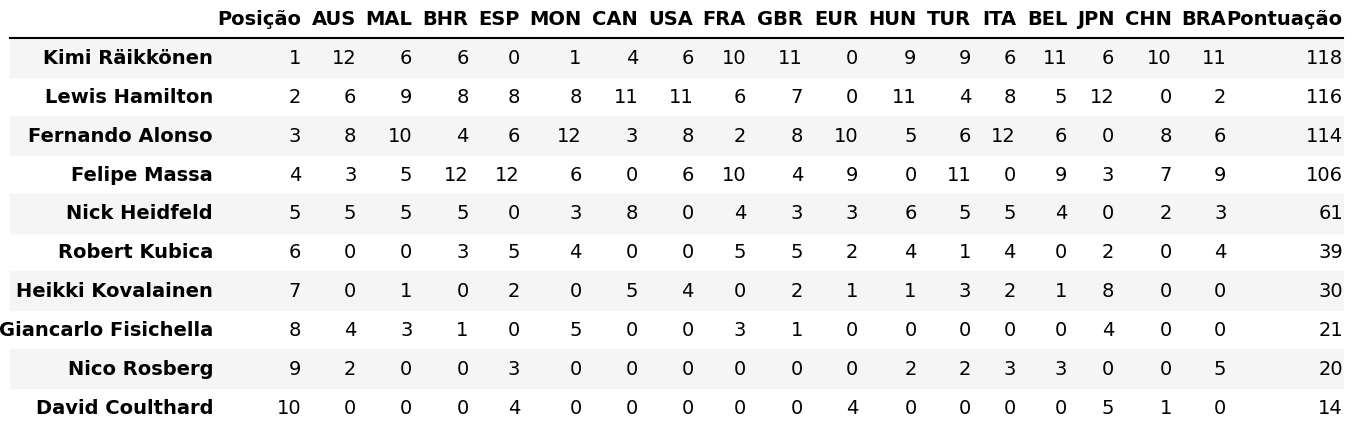 Posição AUS MAL BHR ESP MON CAN USA FRA GBR EUR HUN TUR ITA BEL JPN CHN BRA Pontuação
Kimi Räikkönen 1 12 6 6 0 1 4 6 10 11 0 9 9 6 11 6 10 11 118
Lewis Hamilton 2 6 9 8 8 8 11 11 6 7 0 11 4 8 5 12 0 2 116
Fernando Alonso 3 8 10 4 6 12 3 8 2 8 10 5 6 12 6 0 8 6 114
Felipe Massa 4 3 5 12 12 6 0 6 10 4 9 0 11 0 9 3 7 9 106
Nick Heidfeld 5 5 5 5 0 3 8 0 4 3 3 6 5 5 4 0 2 3 61
Robert Kubica 6 0 0 3 5 4 0 0 5 5 2 4 1 4 0 2 0 4 39
Heikki Kovalainen 7 0 1 0 2 0 5 4 0 2 1 1 3 2 1 8 0 0 30
Giancarlo Fisichella 8 4 3 1 0 5 0 0 3 1 0 0 0 0 0 4 0 0 21
Nico Rosberg 9 2 0 0 3 0 0 0 0 0 0 2 2 3 3 0 0 5 20
David Coulthard 10 0 0 0 4 0 0 0 0 0 4 0 0 0 0 5 1 0 14